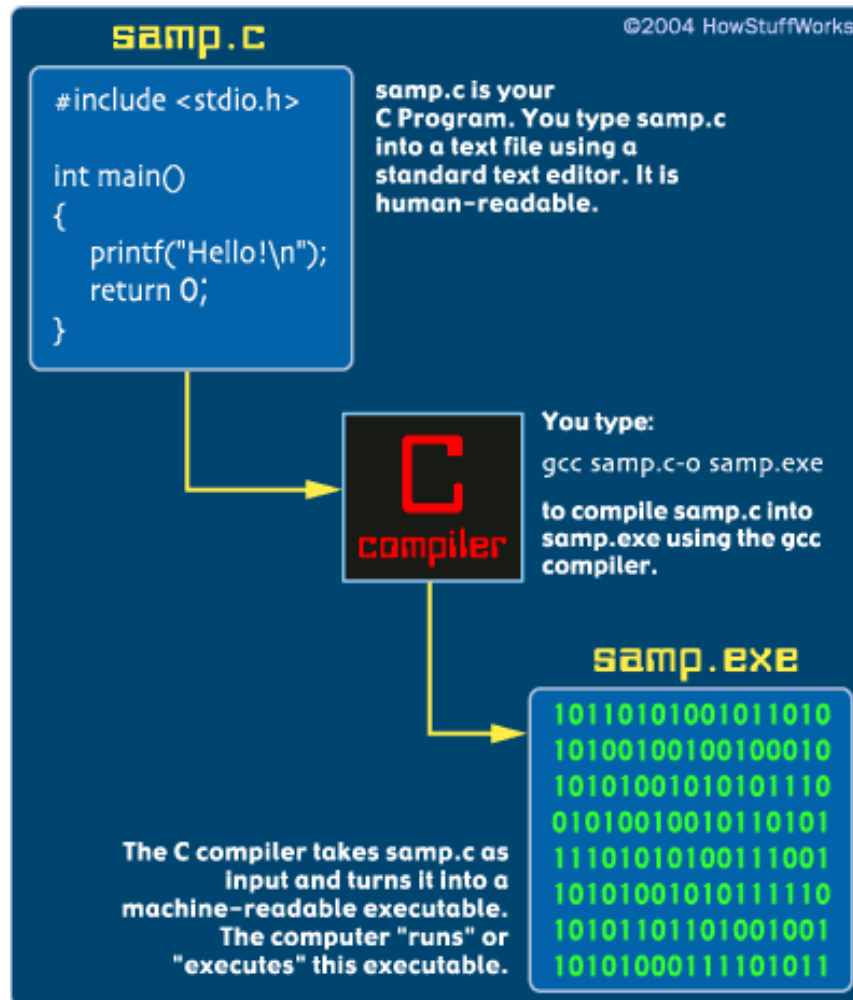 ©2004 HowStuffWorks
samp.c
#include <stdio.h>
int main()
{
printf("Hello!\n");
return 0;
}
samp.c is your
C Program. You type samp.c
into a text file using a
standard text editor. It is
human-readable.
C
compiler
You type:
gcc samp.c-o samp.exe
to compile samp.c into
samp.exe using the gcc
compiler.
samp.exe
10110101001011010
10100100100100010
10101001010101110
01010010010110101
11101010100111001
10101001010111110
10101101101001001
10101000111101011
The C compiler takes samp.c as
input and turns it into a
machine-readable executable.
The computer "runs" or
"executes" this executable.